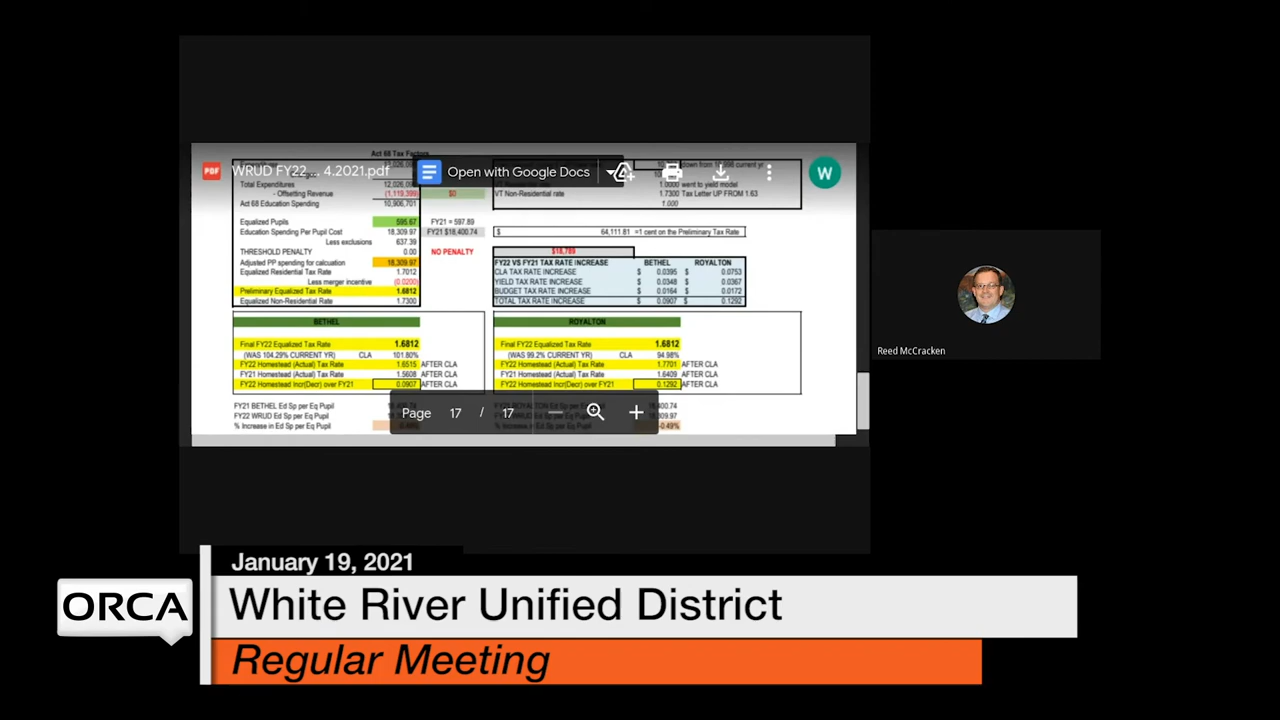 Act 68 Tax Factors
PDF WRUD FY22 ... 4.2021.pdf Open with Google Docs W
Total Expenditures 12,026,09
VT Non-Residential rate 1.7300 Tax Letter UP FROM 1.63
1.0000 went to yield model
- Offsetting Revenue (1,119,399) $0
Act 68 Education Spending 10,906,701 1.000
Equalized Pupils 595.67 FY21 = 597.89
Education Spending Per Pupil Cost 18,309.97 FY21 $18,400.74 $ 64,111.81 =1 cent on the Preliminary Tax Rate
Less exclusions 637.39
THRESHOLD PENALTY 0.00 NO PENALTY $18,789
Adjusted PP spending for calcuation 18,309.97 FY22 VS FY21 TAX RATE INCREASE BETHEL ROYALTON
Equalized Residential Tax Rate 1.7012 CLA TAX RATE INCREASE $ 0.0395 $ 0.0753
Less merger incentive (0.0200) YIELD TAX RATE INCREASE $ 0.0348 $ 0.0367
Preliminary Equalized Tax Rate 1.6812 BUDGET TAX RATE INCREASE $ 0.0164 $ 0.0172
Equalized Non-Residential Rate 1.7300 TOTAL TAX RATE INCREASE $ 0.0907 $ 0.1292
BETHEL ROYALTON
Final FY22 Equalized Tax Rate 1.6812 Final FY22 Equalized Tax Rate 1.6812
(WAS 104.29% CURRENT YR) CLA 101.80% (WAS 99.2% CURRENT YR) CLA 94.98%
FY22 Homestead (Actual) Tax Rate 1.6515 AFTER CLA FY22 Homestead (Actual) Tax Rate 1.7701 AFTER CLA
FY21 Homestead (Actual) Tax Rate 1.5608 AFTER CLA FY21 Homestead (Actual) Tax Rate 1.6409 AFTER CLA
FY22 Homestead Incr(Decr) over FY21 0.0907 AFTER CLA FY22 Homestead Incr(Decr) over FY21 0.1292 AFTER CLA
FY21 BETHEL Ed Sp per Eq Pupil
FY22 WRUD Ed Sp per Eq Pupil
% Increase in Ed Sp per Eq Pupil -0.49%
Page 17 / 17
Reed McCracken
January 19, 2021
ORCA
White River Unified District
Regular Meeting